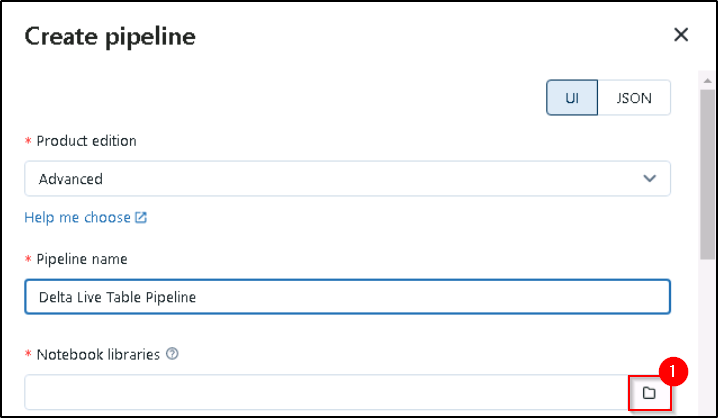 Create pipeline
UI JSON
* Product edition
Advanced
Help me choose
* Pipeline name
Delta Live Table Pipeline
* Notebook libraries ?
1